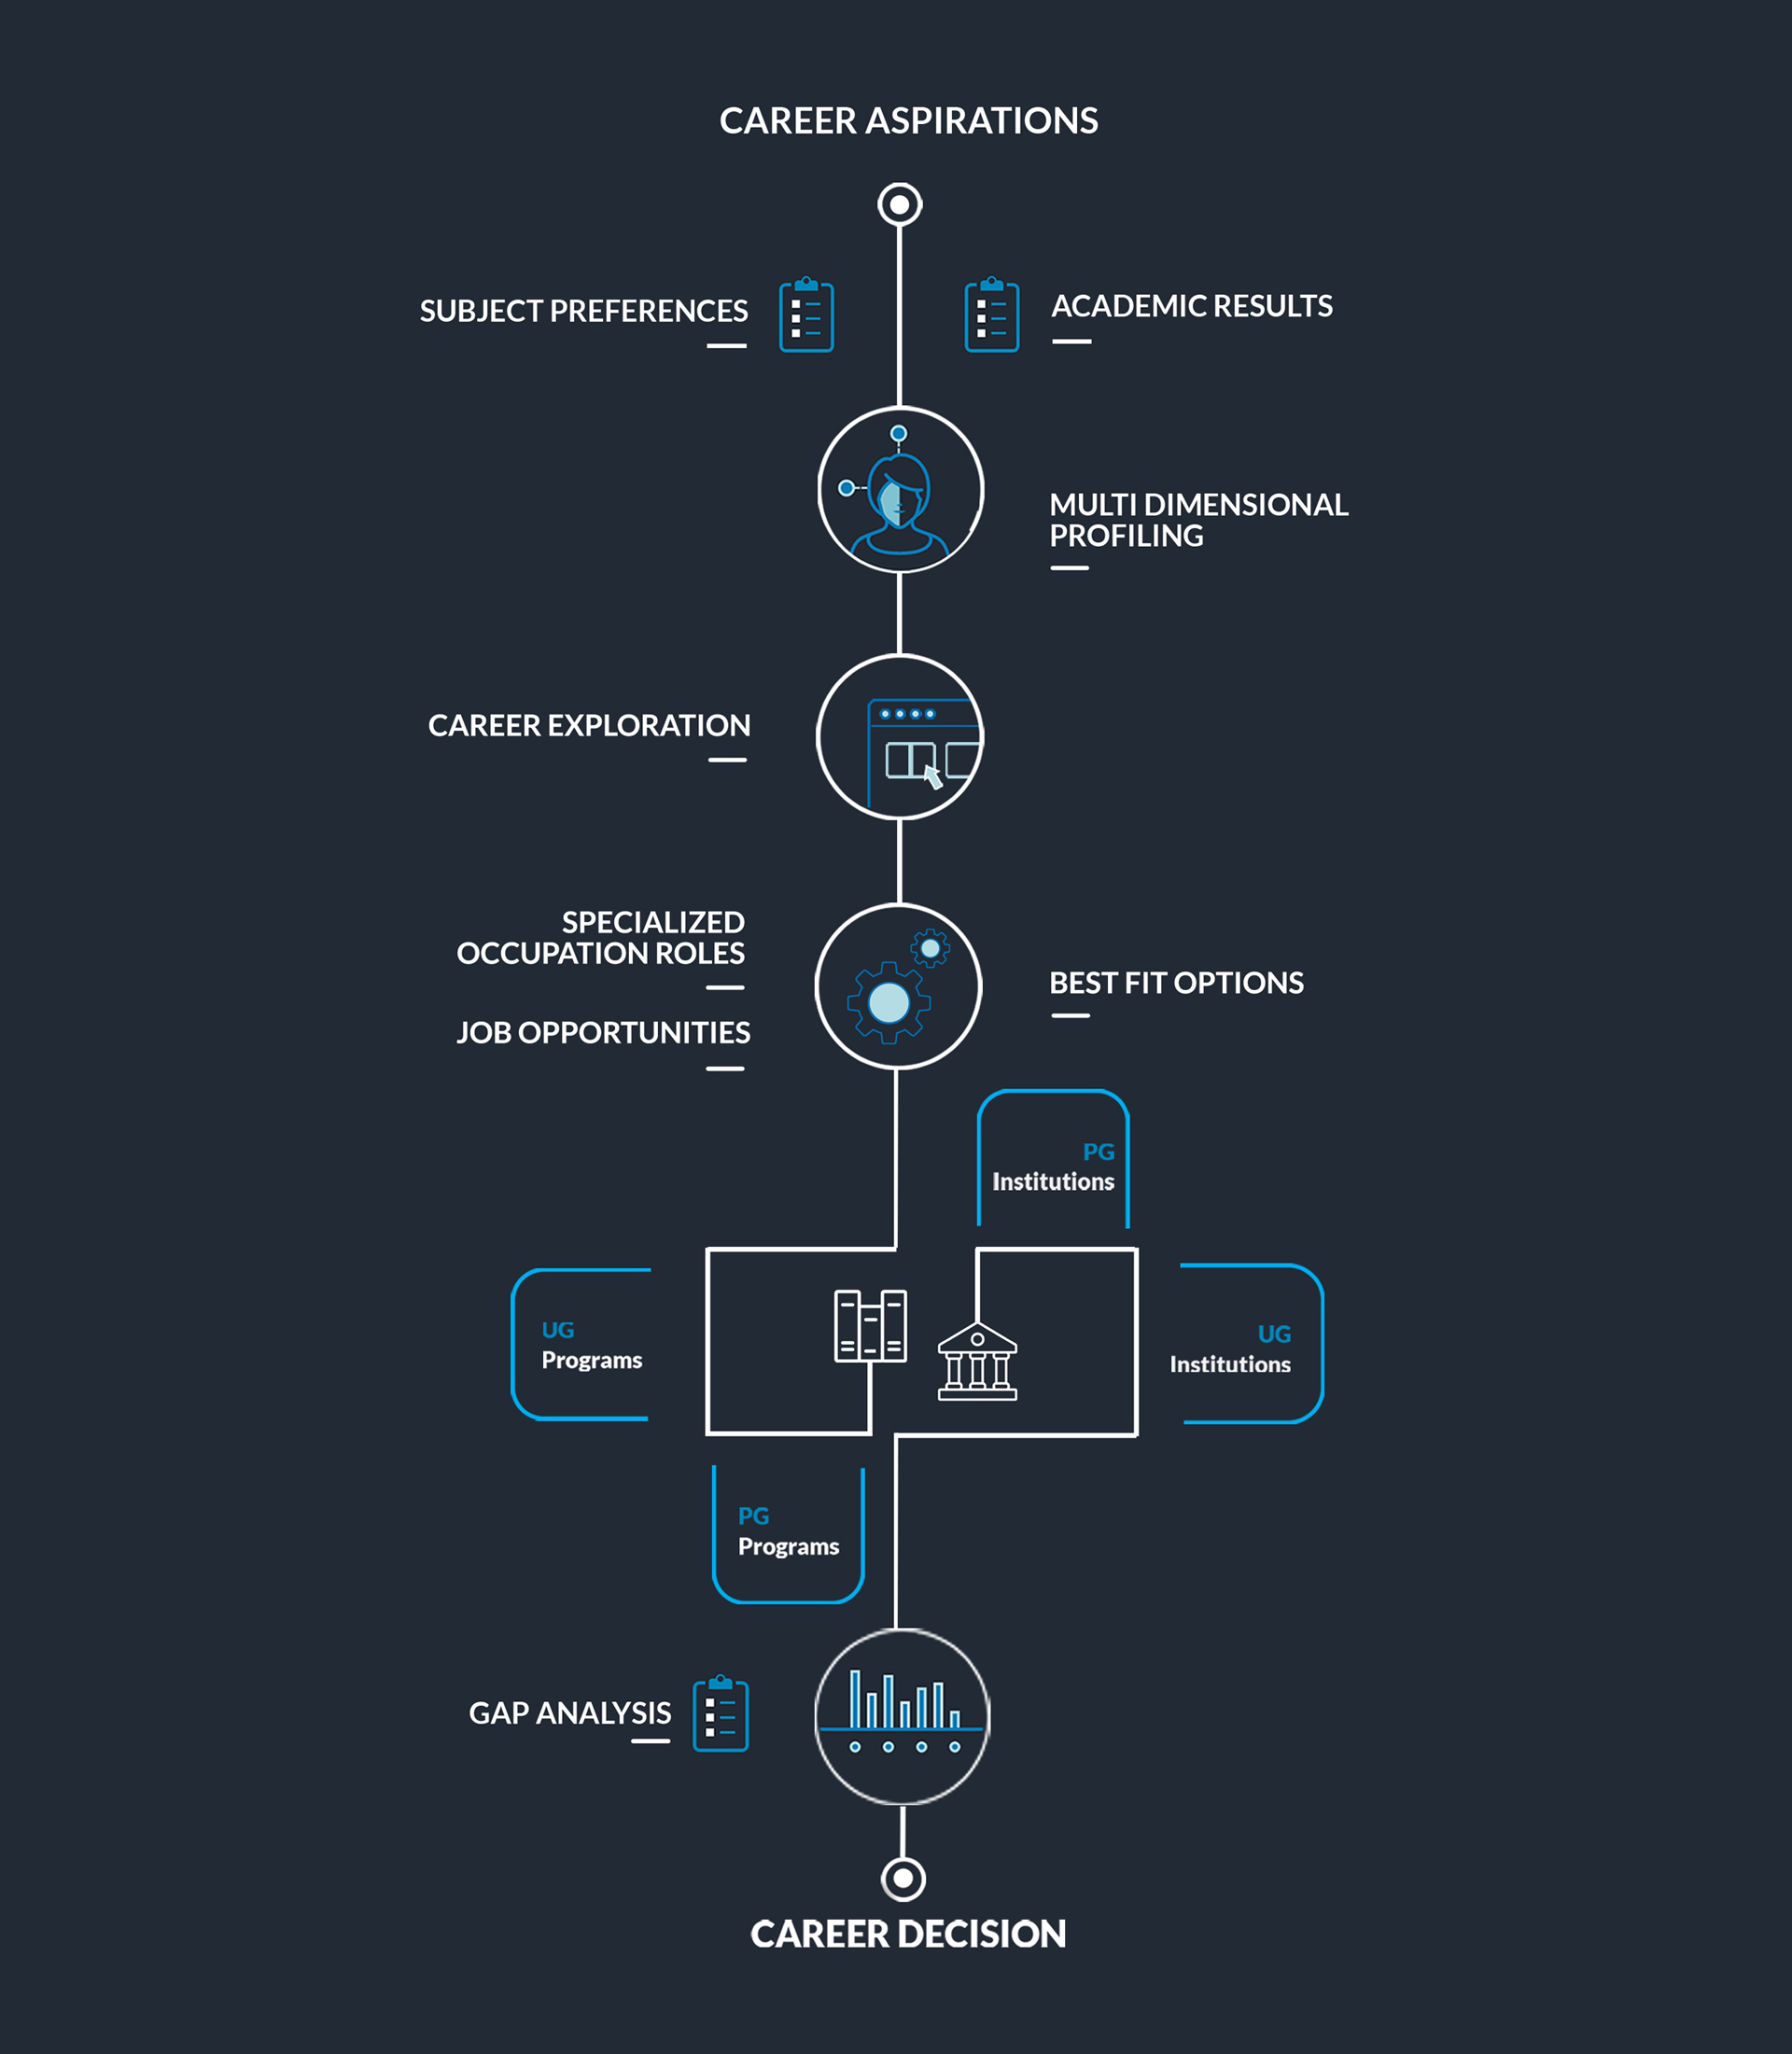 CAREER ASPIRATIONS
SUBJECT PREFERENCES
ACADEMIC RESULTS
MULTI DIMENSIONAL
PROFILING
CAREER EXPLORATION
SPECIALIZED
OCCUPATION ROLES
JOB OPPORTUNITIES
BEST FIT OPTIONS
PG
Institutions
UG
Programs
UG
Institutions
PG
Programs
GAP ANALYSIS
CAREER DECISION